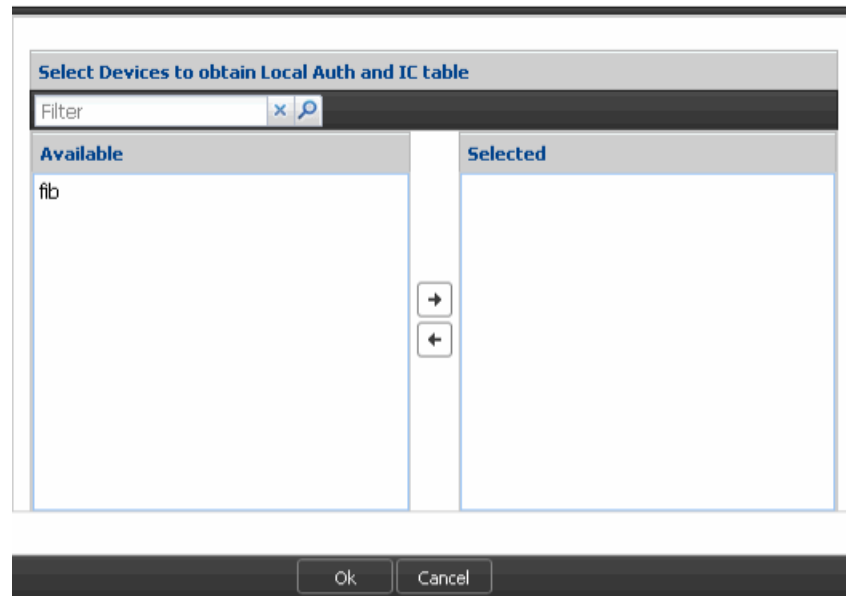 Select Devices to obtain Local Auth and IC table
Filter
Available
Selected
fib
Ok
Cancel